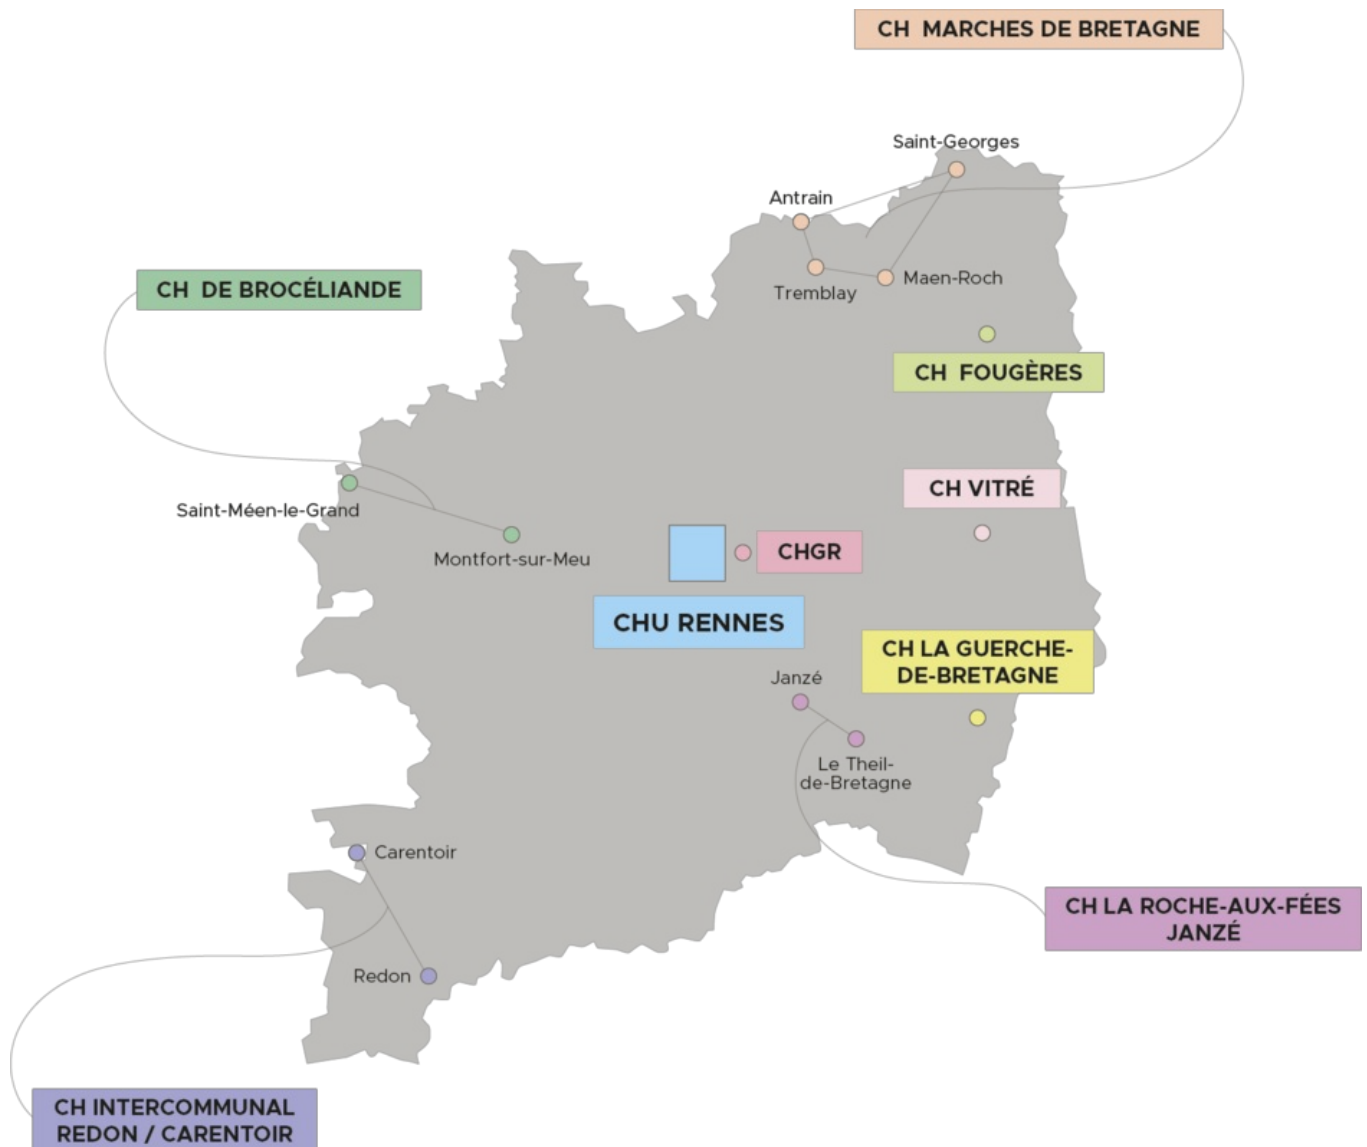 CH MARCHES DE BRETAGNE
Saint-Georges
Antrain
Maen-Roch
Tremblay
CH DE BROCÉLIANDE
CH FOUGÈRES
CH VITRÉ
Saint-Méen-le-Grand
Montfort-sur-Meu
CHGR
CHU RENNES
CH LA GUERCHE-
DE-BRETAGNE
Janzé
Le Theil-
de-Bretagne
Carentoir
CH LA ROCHE-AUX-FÉES
JANZÉ
Redon
CH INTERCOMMUNAL
REDON / CARENTOIR